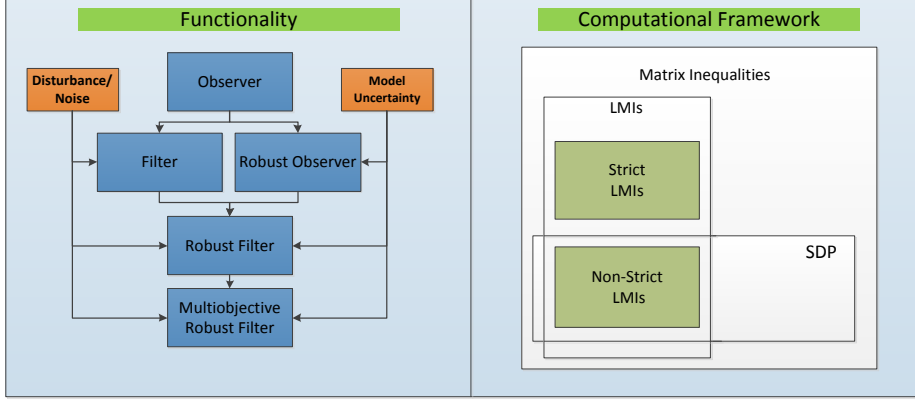 Functionality
Disturbance/
Noise
Observer
Model
Uncertainty
Filter
Robust Observer
Robust Filter
Multiobjective
Robust Filter
Computational Framework
Matrix Inequalities
LMIs
Strict
LMIs
SDP
Non-Strict
LMIs